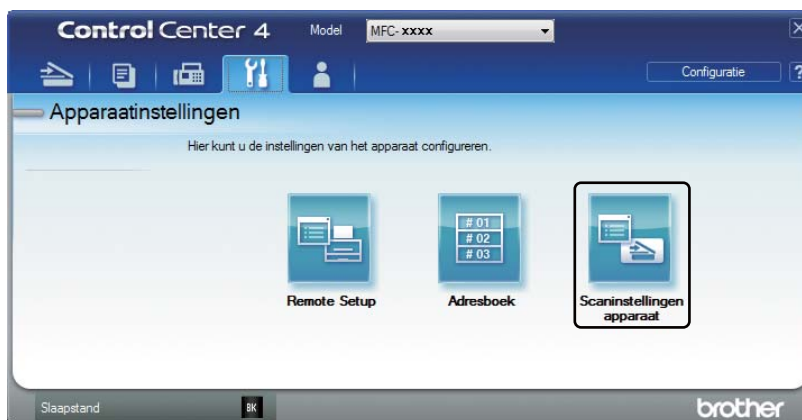 Control Center 4 Model MFC-xxxx X
Configuratie ?
Apparaatinstellingen
Hier kunt u de instellingen van het apparaat configureren.
# 01
# 02
# 03
Remote Setup Adresboek Scaninstellingen
apparaat
Slaapstand BK brother